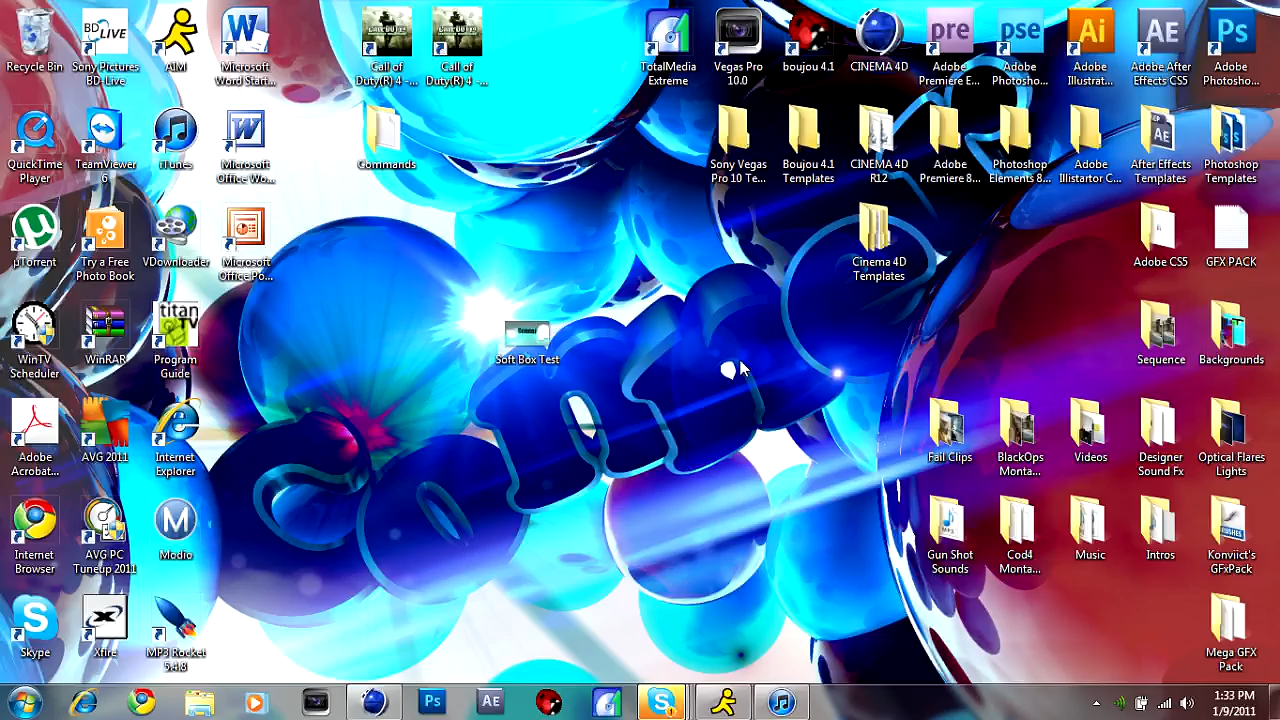 Recycle Bin
Sony Pictures
BD-Live
AIM
Microsoft
Word Start...
Call of
Duty(R) 4 -...
Call of
Duty(R) 4 -...
TotalMedia
Extreme
Vegas Pro
10.0
boujou 4.1
CINEMA 4D
Adobe
Premiere E...
Adobe
Photosho...
Adobe
Illustrat...
Adobe After
Effects CS5
Adobe
Photosho...
QuickTime
Player
TeamViewer
6
iTunes
Microsoft
Office Wo...
Commands
Sony Vegas
Pro 10 Te...
Boujou 4.1
Templates
CINEMA 4D
R12
Adobe
Premiere 8...
Photoshop
Elements 8...
Adobe
Illistartor C...
After Effects
Templates
Photoshop
Templates
µTorrent
Try a Free
Photo Book
VDownloader
Microsoft
Office Po...
Cinema 4D
Templates
Adobe CS5
GFX PACK
WinTV
Scheduler
WinRAR
titan
TV
Program
Guide
Soft Box Test
Sequence
Backgrounds
Adobe
Acrobat...
AVG 2011
Internet
Explorer
Fail Clips
BlackOps
Monta...
Videos
Designer
Sound Fx
Optical Flares
Lights
Internet
Browser
AVG PC
Tuneup 2011
Modio
Gun Shot
Sounds
Cod4
Monta...
Music
Intros
Konviict's
GFxPack
Skype
Xfire
MP3 Rocket
5.4.8
Mega GFX
Pack
Ps
AE
1:33 PM
1/9/2011